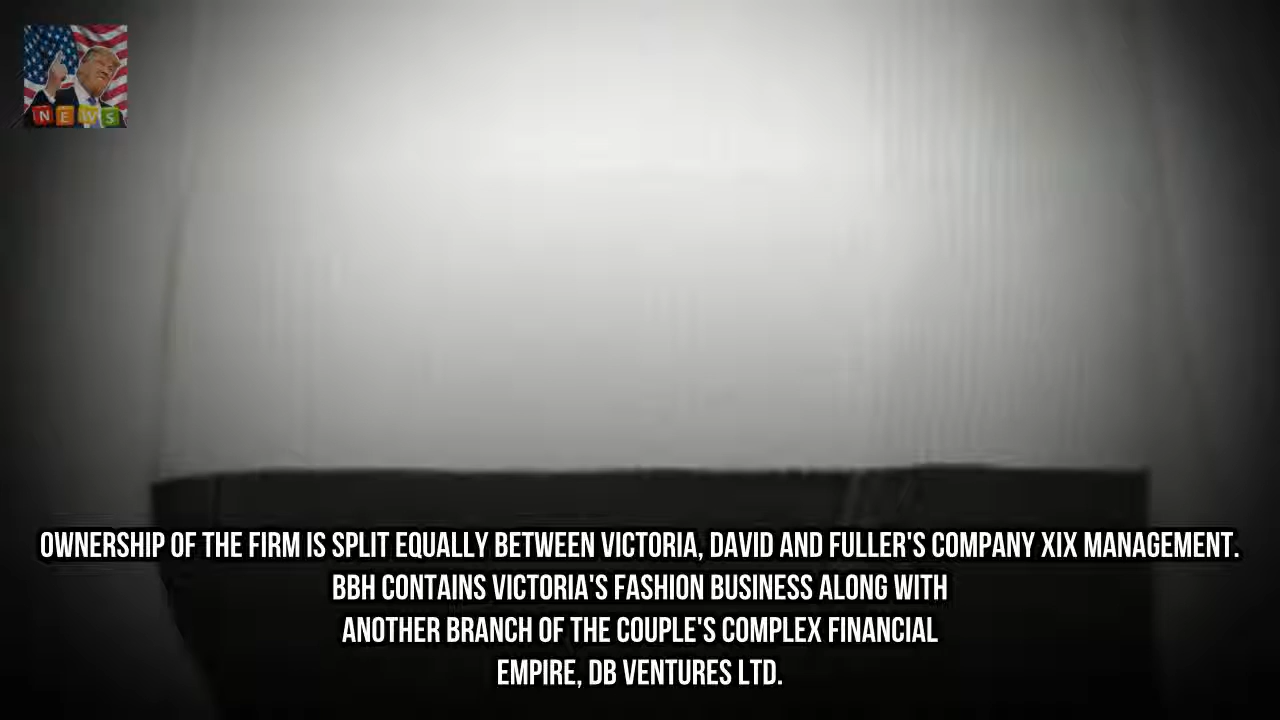 NEWS
OWNERSHIP OF THE FIRM IS SPLIT EQUALLY BETWEEN VICTORIA, DAVID AND FULLER'S COMPANY XIX MANAGEMENT.
BBH CONTAINS VICTORIA'S FASHION BUSINESS ALONG WITH
ANOTHER BRANCH OF THE COUPLE'S COMPLEX FINANCIAL
EMPIRE, DB VENTURES LTD.